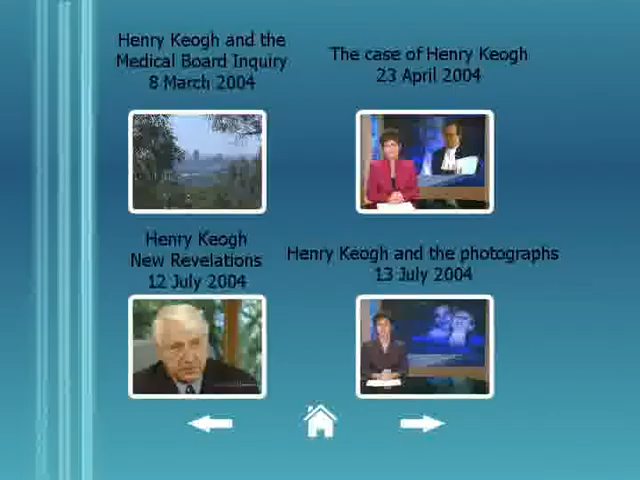 Henry Keogh and the
Medical Board Inquiry
8 March 2004
The case of Henry Keogh
23 April 2004
Henry Keogh
New Revelations
12 July 2004
Henry Keogh and the photographs
13 July 2004